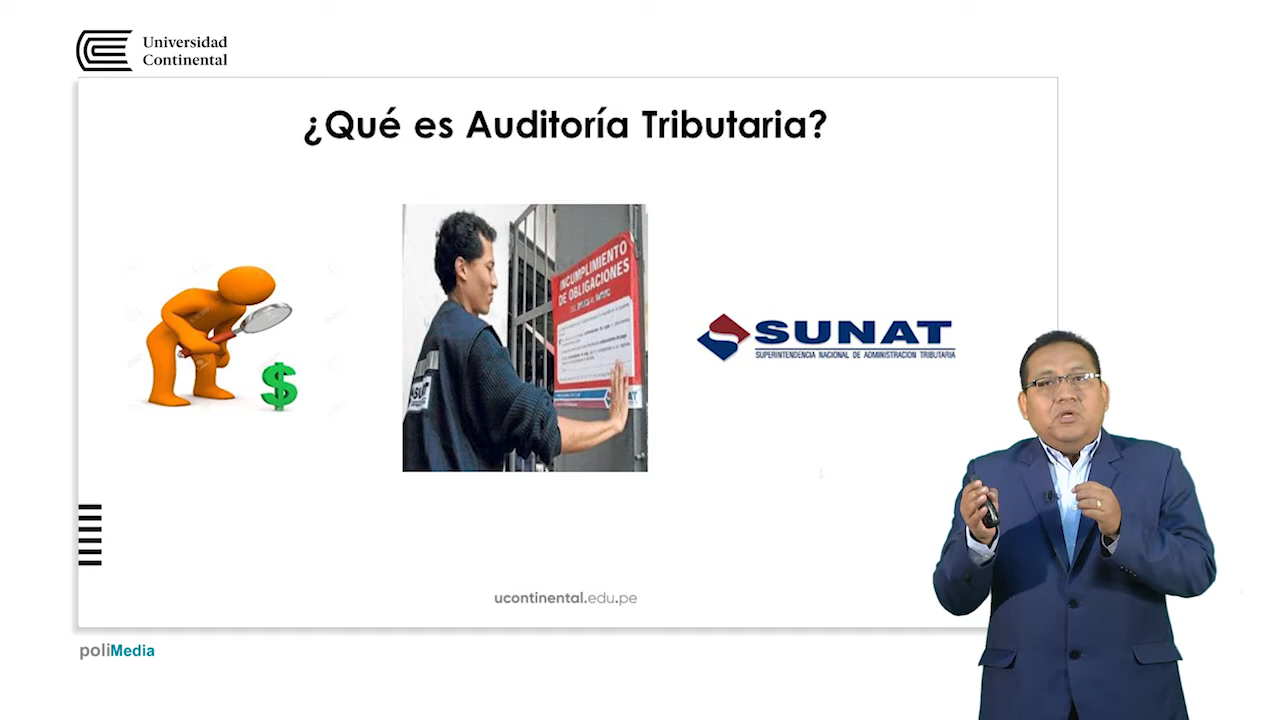 Universidad
Continental
¿Qué es Auditoría Tributaria?
INCUMPLIMIENTO
DE OBLIGACIONES
SUNAT
SUNAT
SUPERINTENDENCIA NACIONAL DE ADMINISTRACION TRIBUTARIA
ucontinental.edu.pe
poliMedia